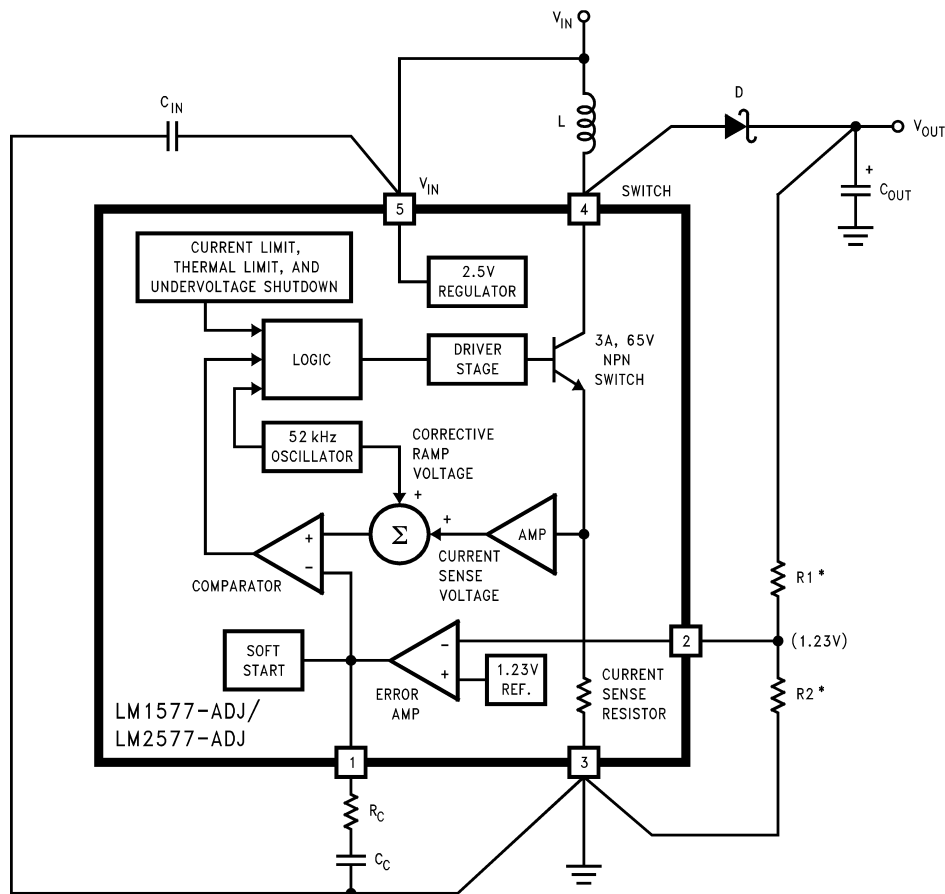 V_IN
D
C_IN
L
V_OUT
+
C_OUT
V_IN
SWITCH
5
4
CURRENT LIMIT,
THERMAL LIMIT, AND
UNDERVOLTAGE SHUTDOWN
2.5V
REGULATOR
LOGIC
DRIVER
STAGE
3A, 65V
NPN
SWITCH
52 kHz
OSCILLATOR
CORRECTIVE
RAMP
VOLTAGE
+
+
Σ
AMP
+
−
COMPARATOR
CURRENT
SENSE
VOLTAGE
R1*
2
(1.23V)
SOFT
START
−
+
1.23V
REF.
ERROR
AMP
CURRENT
SENSE
RESISTOR
R2*
LM1577-ADJ/
LM2577-ADJ
1
3
R_C
C_C